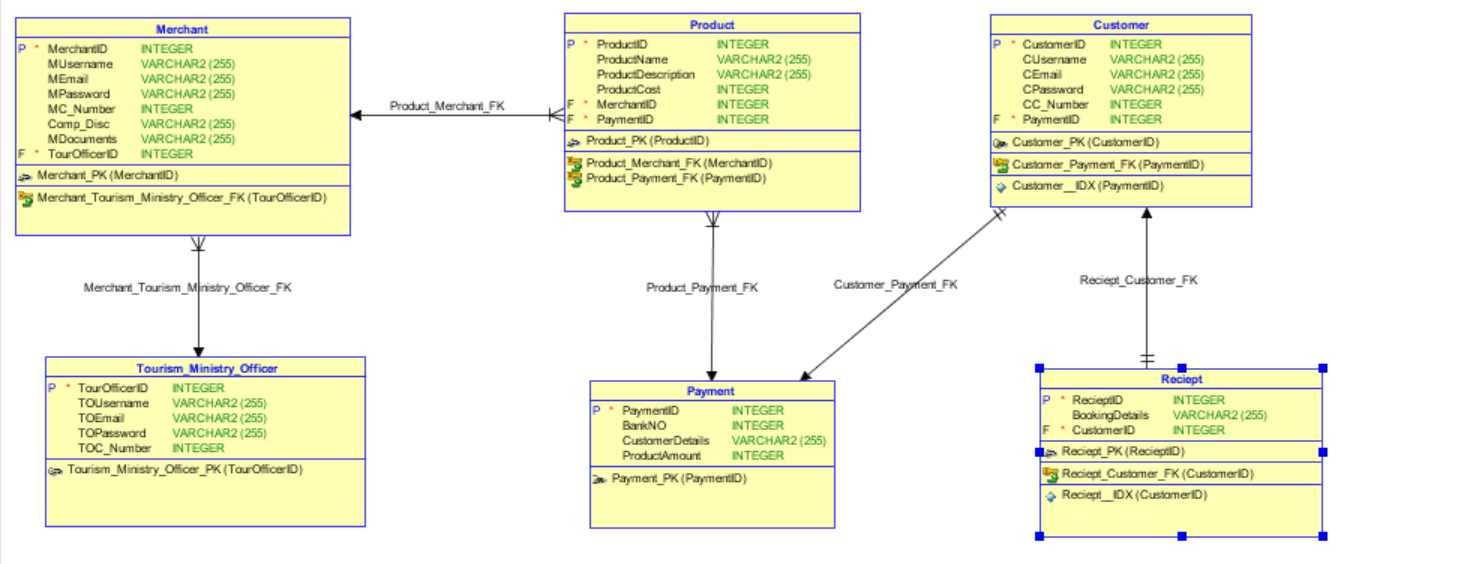 Merchant
P * MerchantID INTEGER
MUsername VARCHAR2 (255)
MEmail VARCHAR2 (255)
MPassword VARCHAR2 (255)
MC_Number INTEGER
Comp_Disc VARCHAR2 (255)
MDocuments VARCHAR2 (255)
F * TourOfficerID INTEGER
Merchant_PK (MerchantID)
Merchant_Tourism_Ministry_Officer_FK (TourOfficerID)
Product_Merchant_FK
Product
P * ProductID INTEGER
ProductName VARCHAR2 (255)
ProductDescription VARCHAR2 (255)
ProductCost INTEGER
F * MerchantID INTEGER
F * PaymentID INTEGER
Product_PK (ProductID)
Product_Merchant_FK (MerchantID)
Product_Payment_FK (PaymentID)
Customer
P * CustomerID INTEGER
CUsername VARCHAR2 (255)
CEmail VARCHAR2 (255)
CPassword VARCHAR2 (255)
CC_Number INTEGER
F * PaymentID INTEGER
Customer_PK (CustomerID)
Customer_Payment_FK (PaymentID)
Customer__IDX (PaymentID)
Merchant_Tourism_Ministry_Officer_FK
Product_Payment_FK
Customer_Payment_FK
Reciept_Customer_FK
Tourism_Ministry_Officer
P * TourOfficerID INTEGER
TOUsername VARCHAR2 (255)
TOEmail VARCHAR2 (255)
TOPassword VARCHAR2 (255)
TOC_Number INTEGER
Tourism_Ministry_Officer_PK (TourOfficerID)
Payment
P * PaymentID INTEGER
BankNO INTEGER
CustomerDetails VARCHAR2 (255)
ProductAmount INTEGER
Payment_PK (PaymentID)
Reciept
P * RecieptID INTEGER
BookingDetails VARCHAR2 (255)
F * CustomerID INTEGER
Reciept_PK (RecieptID)
Reciept_Customer_FK (CustomerID)
Reciept__IDX (CustomerID)